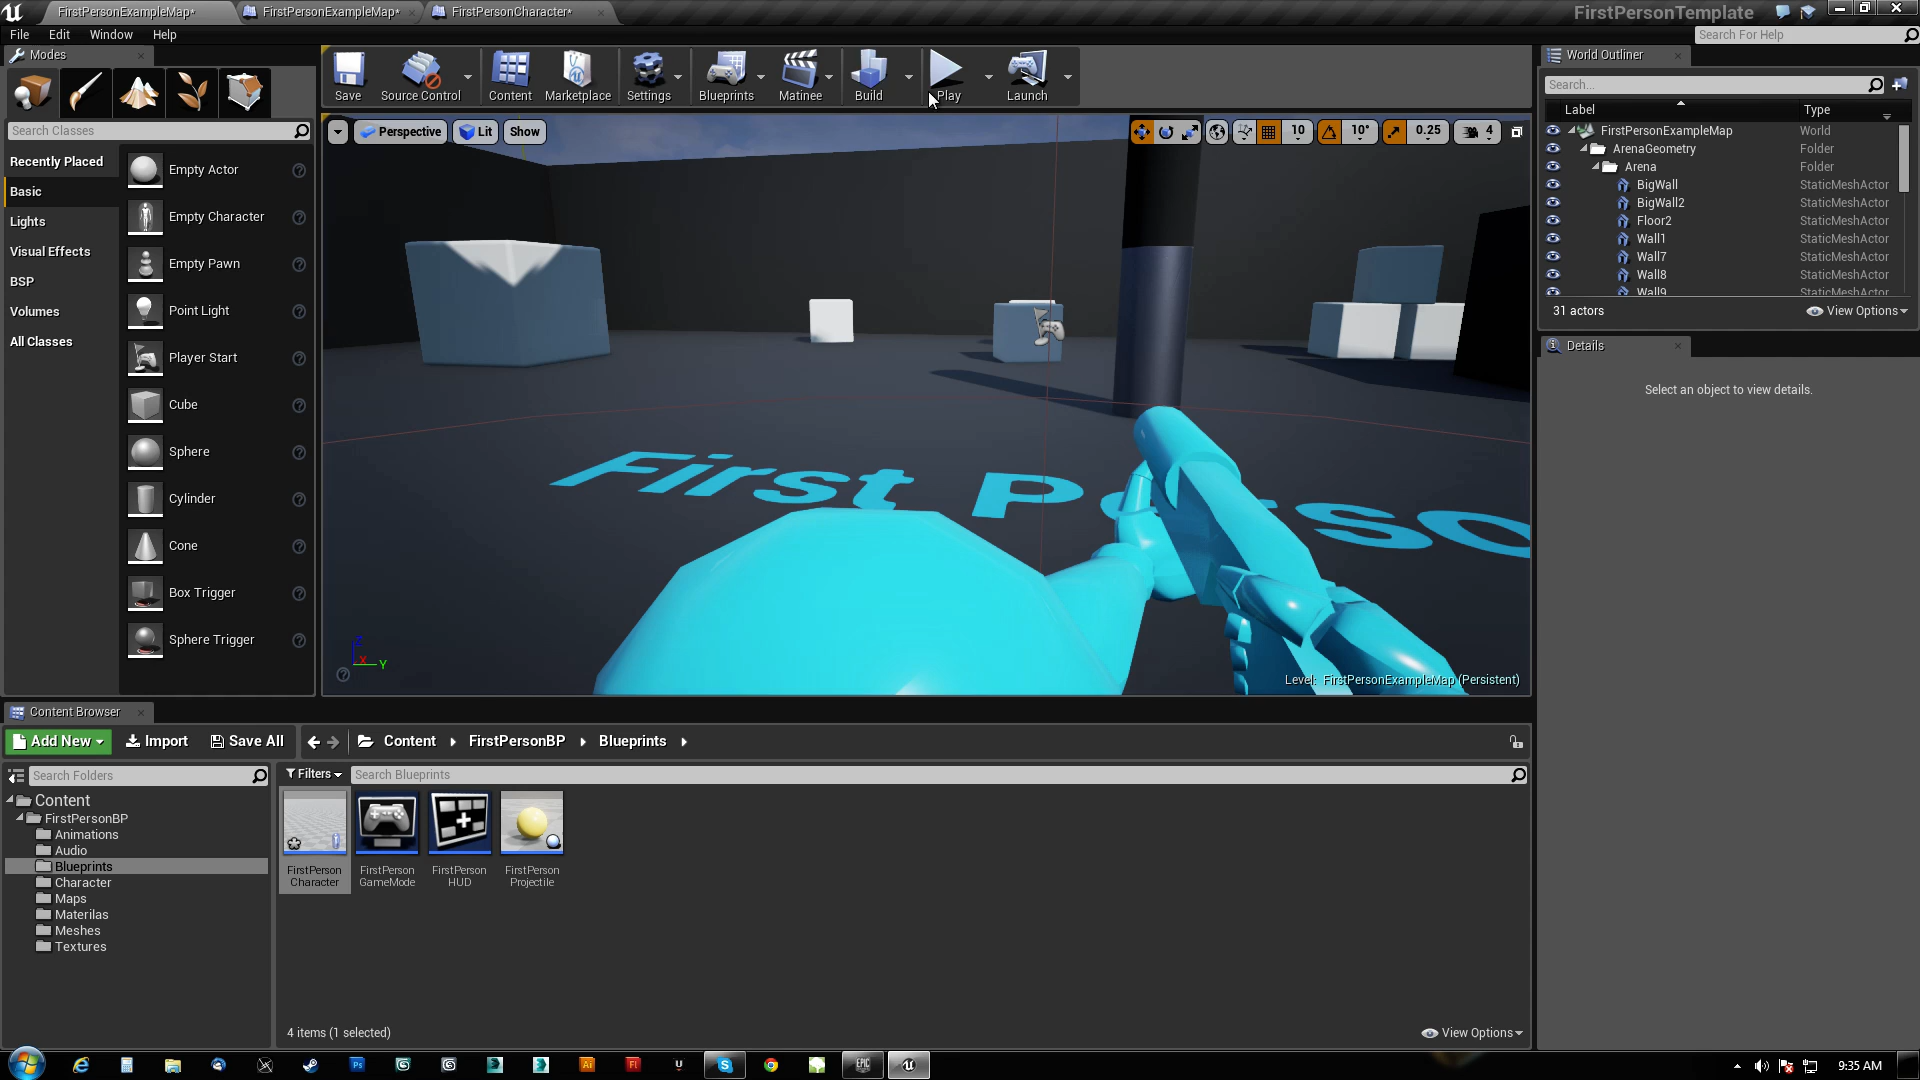 FirstPersonExampleMap*
FirstPersonExampleMap*
FirstPersonCharacter*
FirstPersonTemplate
File
Edit
Window
Help
Search For Help
Modes
Save
Source Control
Content
Marketplace
Settings
Blueprints
Matinee
Build
Play
Launch
World Outliner
Search...
Label
Type
Search Classes
Perspective
Lit
Show
10
10°
0.25
4
FirstPersonExampleMap World
ArenaGeometry Folder
Arena Folder
BigWall StaticMeshActor
BigWall2 StaticMeshActor
Floor2 StaticMeshActor
Wall1 StaticMeshActor
Wall7 StaticMeshActor
Wall8 StaticMeshActor
Wall9 StaticMeshActor
31 actors
View Options
Recently Placed
Basic
Lights
Visual Effects
BSP
Volumes
All Classes
Empty Actor
Empty Character
Empty Pawn
Point Light
Player Start
Cube
Sphere
Cylinder
Cone
Box Trigger
Sphere Trigger
Details
Select an object to view details.
First Perso
Z
X
Y
Level: FirstPersonExampleMap (Persistent)
Content Browser
Add New
Import
Save All
Content
FirstPersonBP
Blueprints
Search Folders
Filters
Search Blueprints
Content
FirstPersonBP
Animations
Audio
Blueprints
Character
Maps
Materilas
Meshes
Textures
FirstPerson
Character
FirstPerson
GameMode
FirstPerson
HUD
FirstPerson
Projectile
4 items (1 selected)
View Options
Ps
Ai
Fl
EPIC
9:35 AM